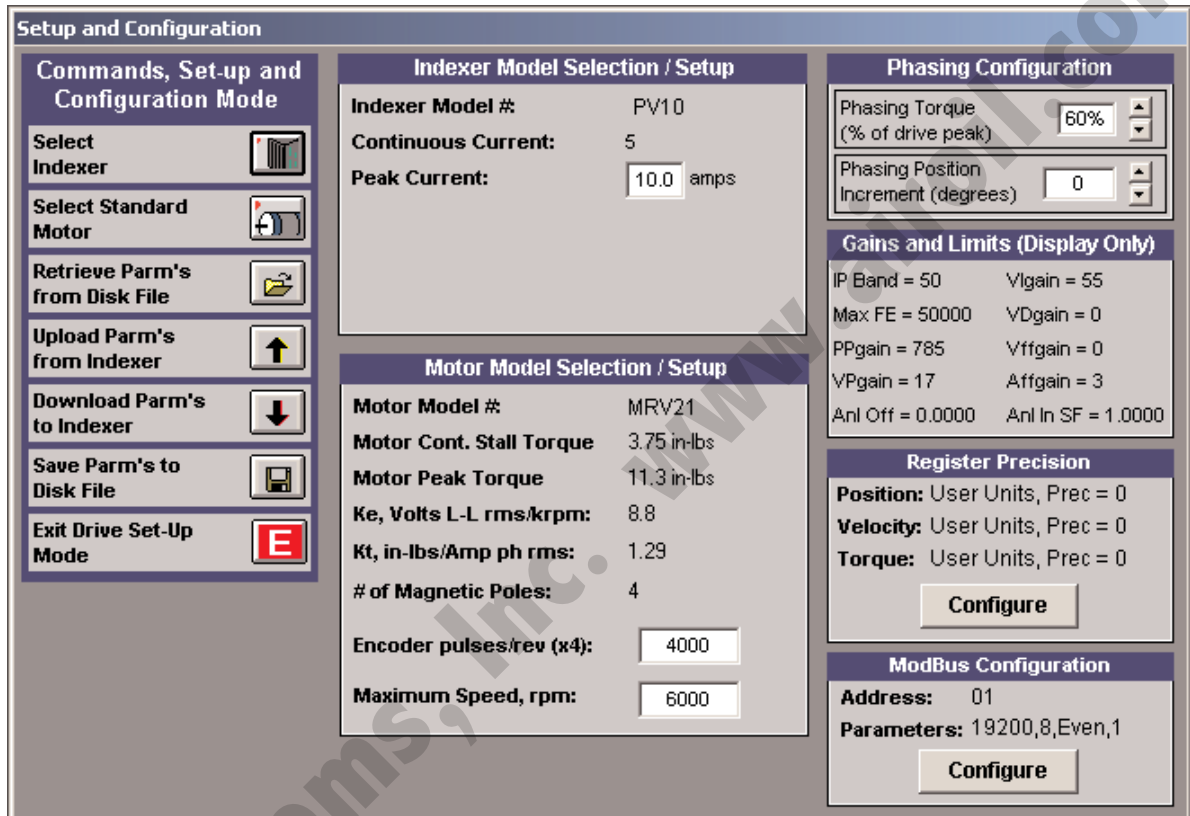 Setup and Configuration
Commands, Set-up and
Configuration Mode
Select
Indexer
Select Standard
Motor
Retrieve Parm's
from Disk File
Upload Parm's
from Indexer
Download Parm's
to Indexer
Save Parm's to
Disk File
Exit Drive Set-Up
Mode
E
Indexer Model Selection / Setup
Indexer Model #: PV10
Continuous Current: 5
Peak Current: 10.0 amps
Motor Model Selection / Setup
Motor Model #: MRV21
Motor Cont. Stall Torque 3.75 in-lbs
Motor Peak Torque 11.3 in-lbs
Ke, Volts L-L rms/krpm: 8.8
Kt, in-lbs/Amp ph rms: 1.29
# of Magnetic Poles: 4
Encoder pulses/rev (x4): 4000
Maximum Speed, rpm: 6000
Phasing Configuration
Phasing Torque
(% of drive peak) 60%
Phasing Position
Increment (degrees) 0
Gains and Limits (Display Only)
IP Band = 50 VIgain = 55
Max FE = 50000 VDgain = 0
PPgain = 785 Vffgain = 0
VPgain = 17 Affgain = 3
Anl Off = 0.0000 Anl In SF = 1.0000
Register Precision
Position: User Units, Prec = 0
Velocity: User Units, Prec = 0
Torque: User Units, Prec = 0
Configure
ModBus Configuration
Address: 01
Parameters: 19200,8,Even,1
Configure
oms, Inc. www.airoil.co